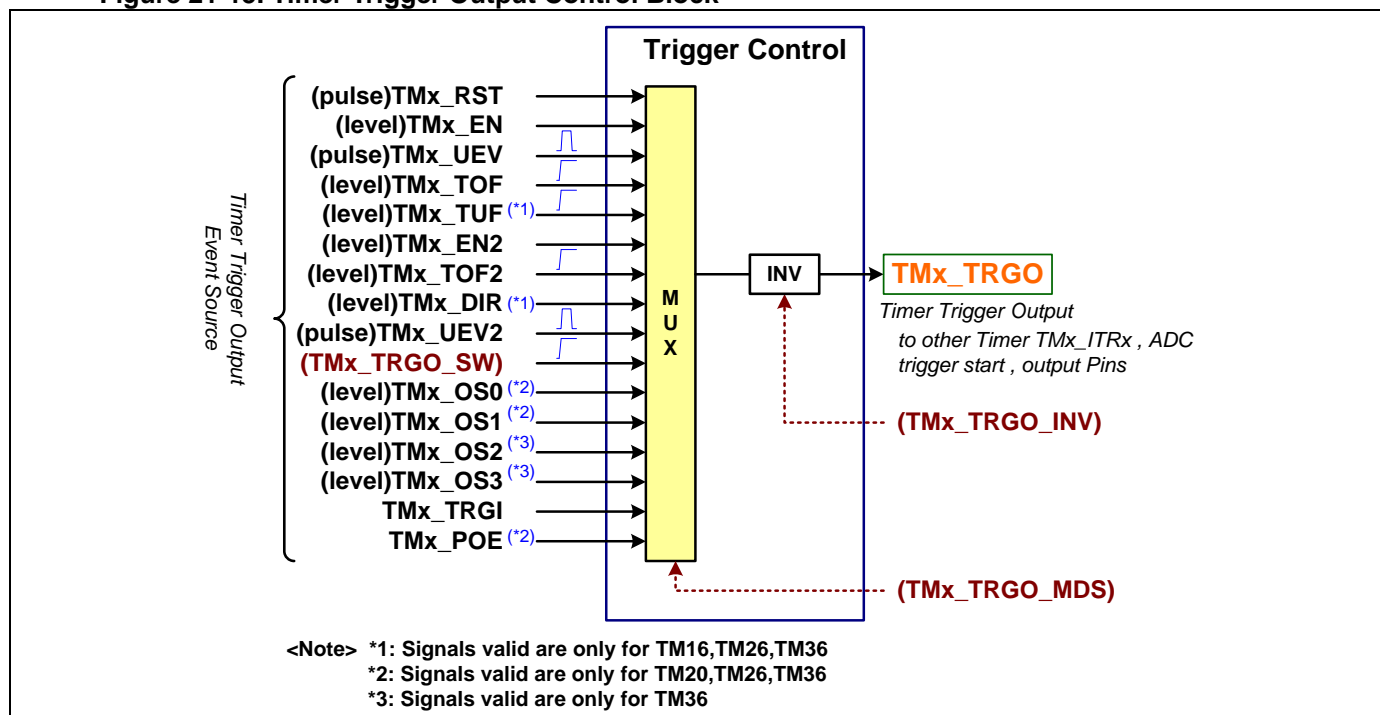 Trigger Control
(pulse)TMx_RST
(level)TMx_EN
(pulse)TMx_UEV
(level)TMx_TOF
(level)TMx_TUF (*1)
(level)TMx_EN2
(level)TMx_TOF2
(level)TMx_DIR (*1)
(pulse)TMx_UEV2
(TMx_TRGO_SW)
(level)TMx_OS0 (*2)
(level)TMx_OS1 (*2)
(level)TMx_OS2 (*3)
(level)TMx_OS3 (*3)
TMx_TRGI
TMx_POE (*2)
Timer Trigger Output
Event Source
M
U
X
INV
TMx_TRGO
Timer Trigger Output
to other Timer TMx_ITRx , ADC
trigger start , output Pins
(TMx_TRGO_INV)
(TMx_TRGO_MDS)
<Note> *1: Signals valid are only for TM16,TM26,TM36
*2: Signals valid are only for TM20,TM26,TM36
*3: Signals valid are only for TM36